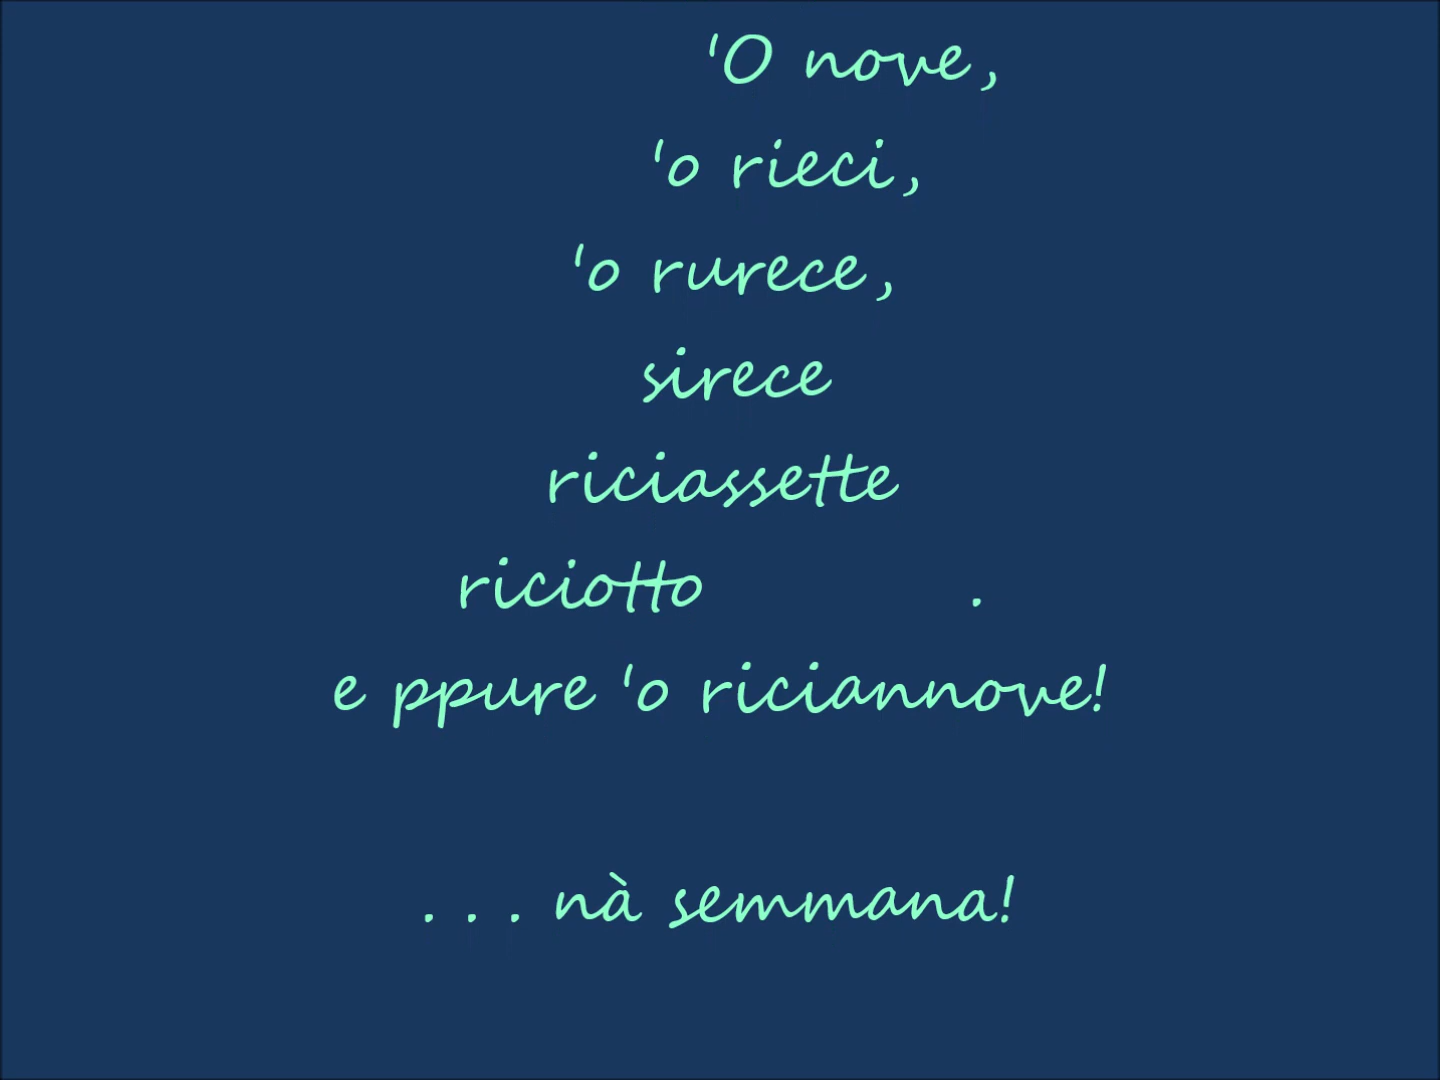 'O nove,
'o rieci,
'o rurece,
sirece
riciassette
riciotto .
e ppure 'o riciannove!
. . . nà semmana!